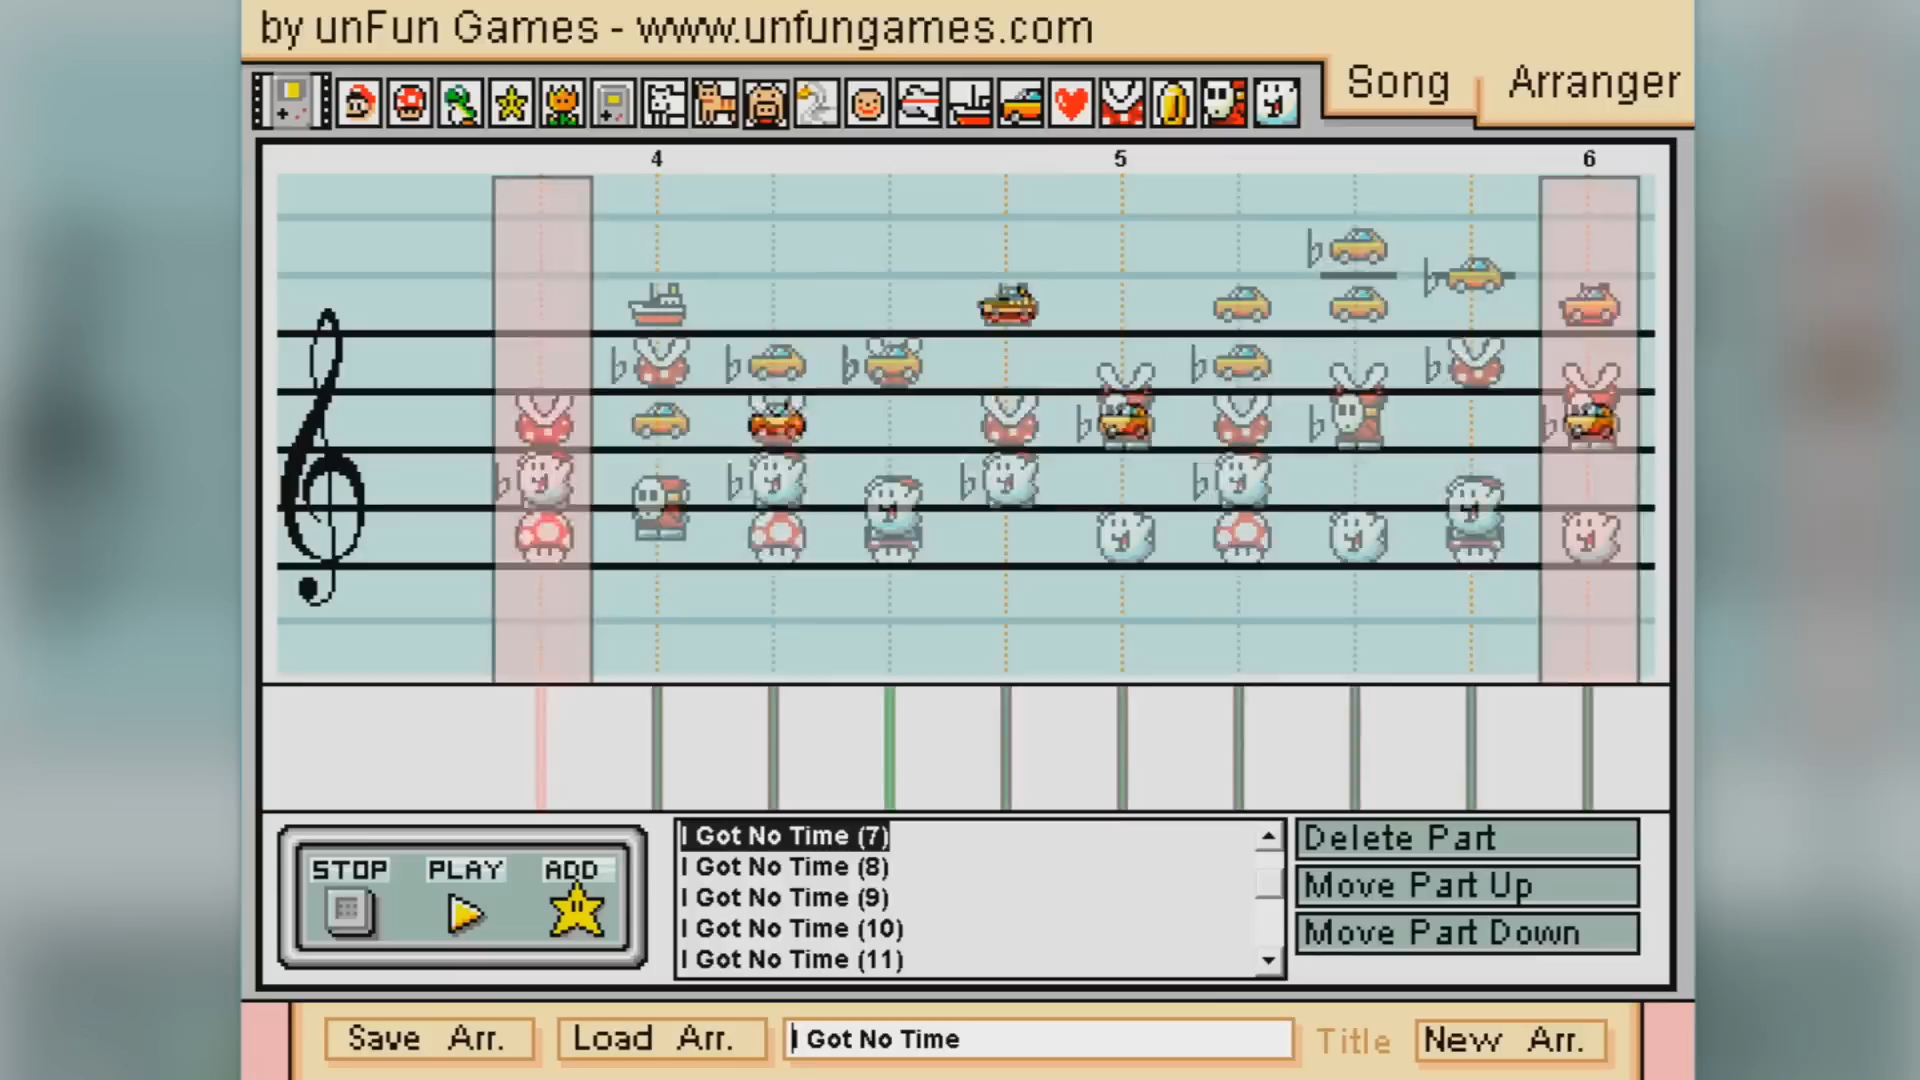 by unFun Games - www.unfungames.com
Song
Arranger
4 5 6
STOP PLAY ADD
I Got No Time (7)
I Got No Time (8)
I Got No Time (9)
I Got No Time (10)
I Got No Time (11)
Delete Part
Move Part Up
Move Part Down
Save Arr.
Load Arr.
I Got No Time
Title
New Arr.